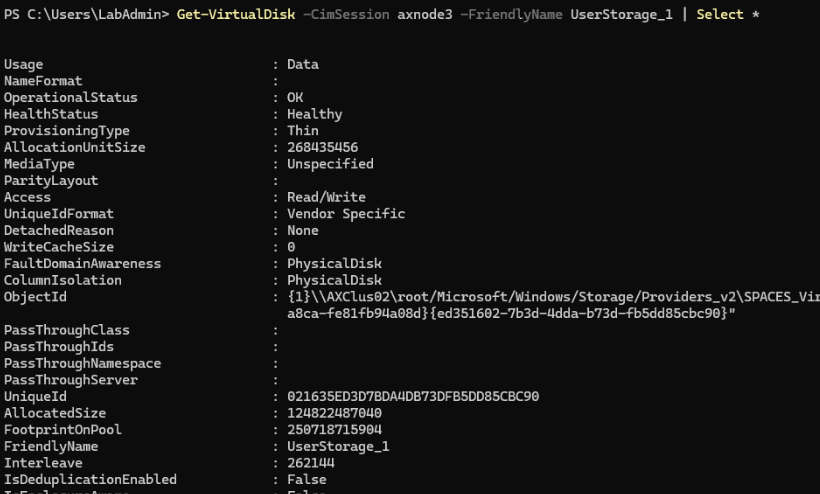 PS C:\Users\LabAdmin> Get-VirtualDisk -CimSession axnode3 -FriendlyName UserStorage_1 | Select *
Usage : Data
NameFormat :
OperationalStatus : OK
HealthStatus : Healthy
ProvisioningType : Thin
AllocationUnitSize : 268435456
MediaType : Unspecified
ParityLayout :
Access : Read/Write
UniqueIdFormat : Vendor Specific
DetachedReason : None
WriteCacheSize : 0
FaultDomainAwareness : PhysicalDisk
ColumnIsolation : PhysicalDisk
ObjectId : {1}\\AXClus02\root/Microsoft/Windows/Storage/Providers_v2\SPACES_Vir
a8ca-fe81fb94a08d}{ed351602-7b3d-4dda-b73d-fb5dd85cbc90}"
PassThroughClass :
PassThroughIds :
PassThroughNamespace :
PassThroughServer :
UniqueId : 021635ED3D7BDA4DB73DFB5DD85CBC90
AllocatedSize : 124822487040
FootprintOnPool : 250718715904
FriendlyName : UserStorage_1
Interleave : 262144
IsDeduplicationEnabled : False